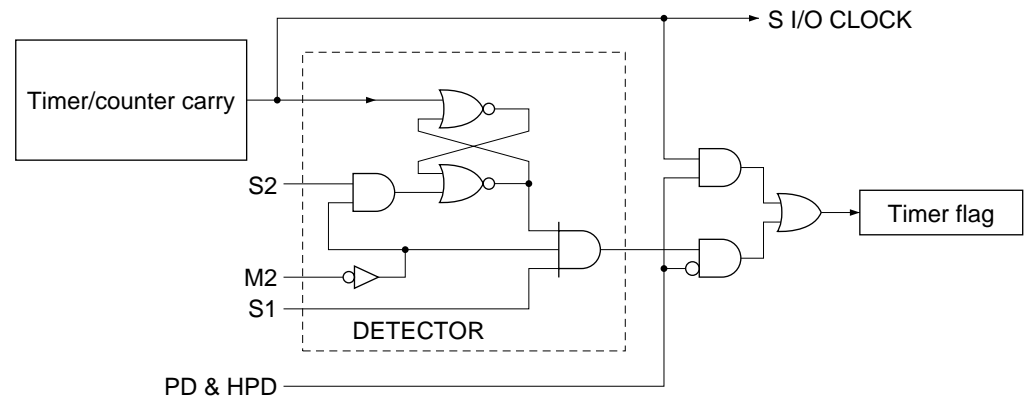 S I/O CLOCK
Timer/counter carry
S2
Timer flag
M2
S1
DETECTOR
PD & HPD